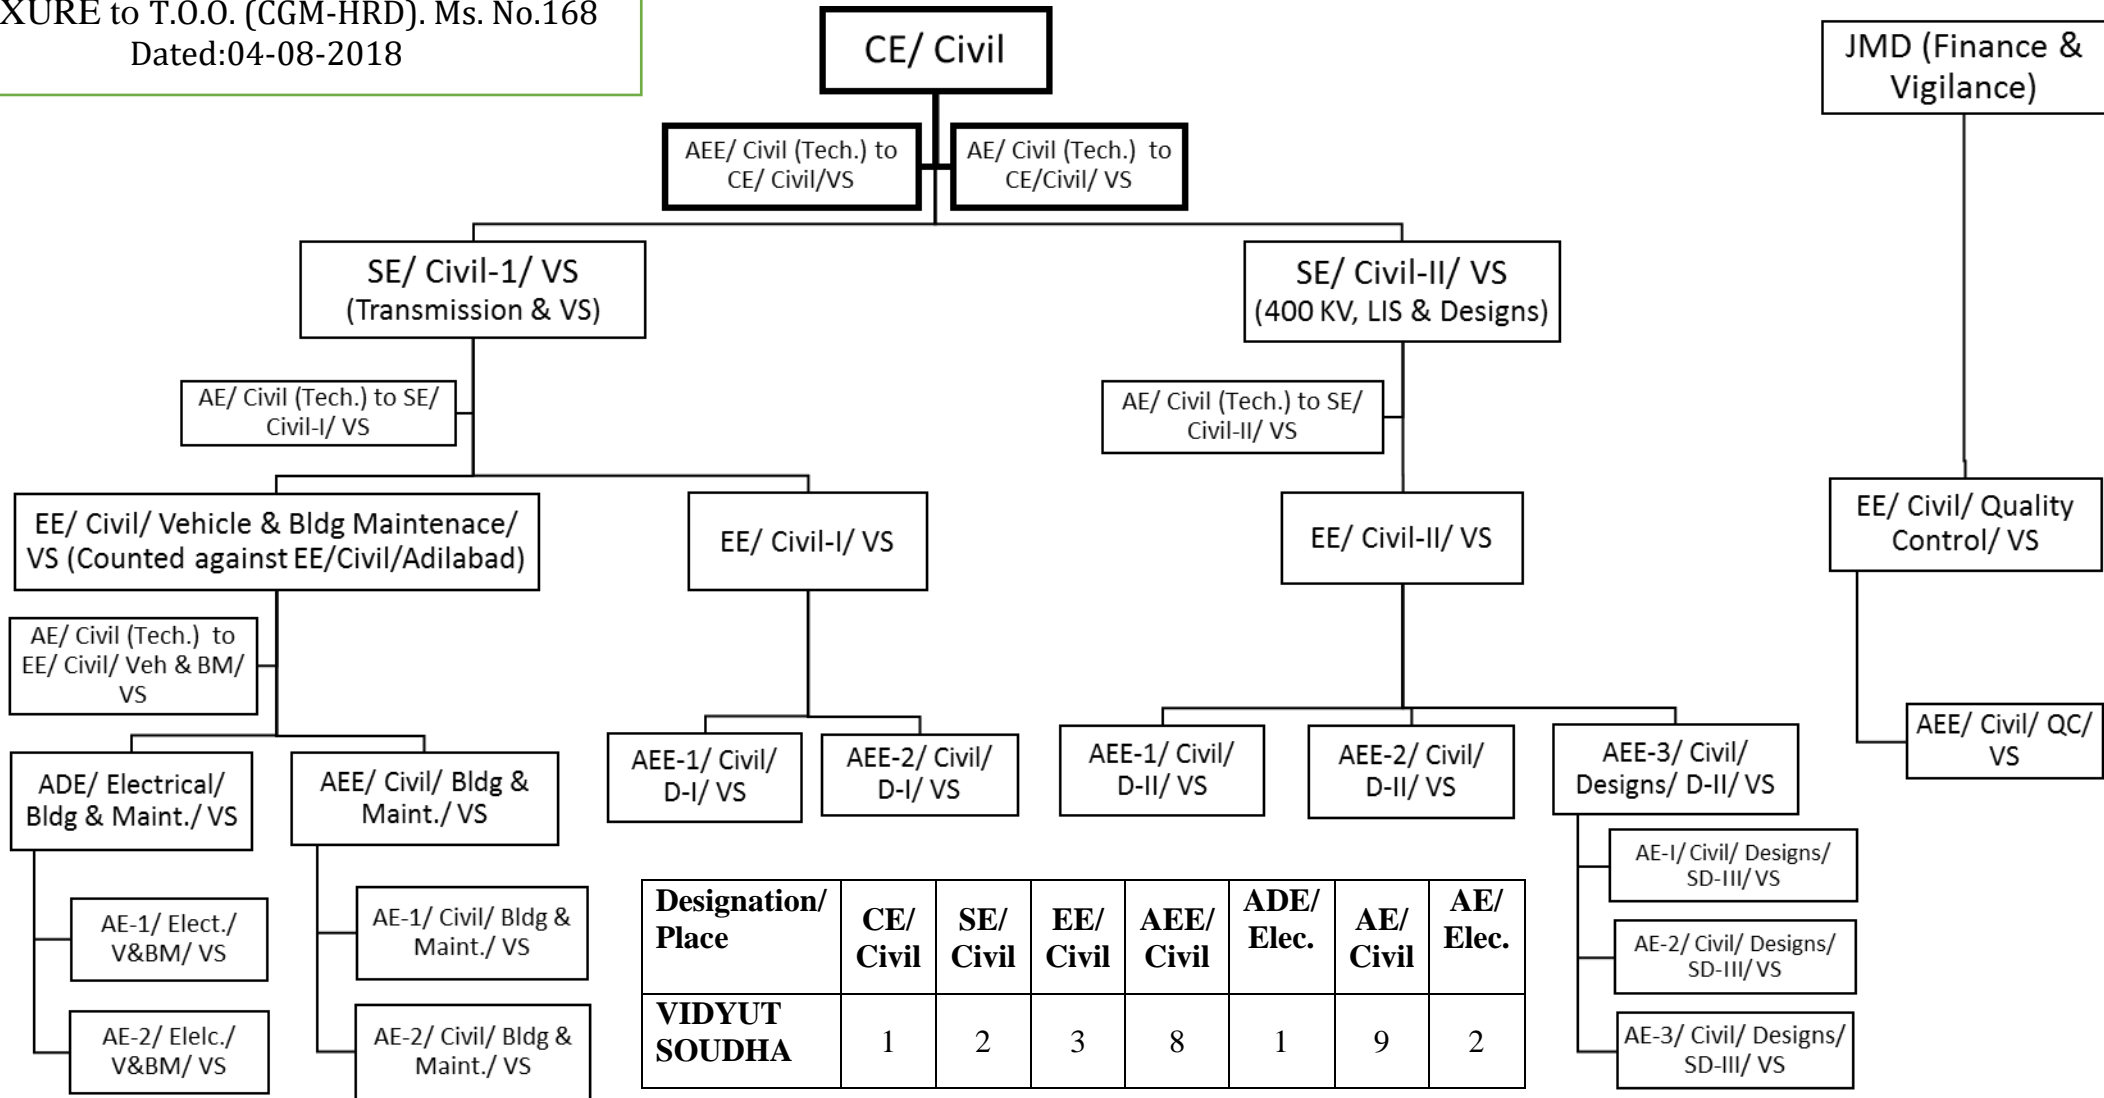 XURE to T.O.O. (CGM-HRD). Ms. No.168
Dated:04-08-2018
CE/ Civil
JMD (Finance &
Vigilance)
AEE/ Civil (Tech.) to
CE/ Civil/VS
AE/ Civil (Tech.) to
CE/Civil/ VS
SE/ Civil-1/ VS
(Transmission & VS)
SE/ Civil-II/ VS
(400 KV, LIS & Designs)
AE/ Civil (Tech.) to SE/
Civil-I/ VS
AE/ Civil (Tech.) to SE/
Civil-II/ VS
EE/ Civil/ Vehicle & Bldg Maintenace/
VS (Counted against EE/Civil/Adilabad)
EE/ Civil-I/ VS
EE/ Civil-II/ VS
EE/ Civil/ Quality
Control/ VS
AE/ Civil (Tech.) to
EE/ Civil/ Veh & BM/
VS
ADE/ Electrical/
Bldg & Maint./ VS
AEE/ Civil/ Bldg &
Maint./ VS
AEE-1/ Civil/
D-I/ VS
AEE-2/ Civil/
D-I/ VS
AEE-1/ Civil/
D-II/ VS
AEE-2/ Civil/
D-II/ VS
AEE-3/ Civil/
Designs/ D-II/ VS
AEE/ Civil/ QC/
VS
AE-1/ Elect./
V&BM/ VS
AE-2/ Elelc./
V&BM/ VS
AE-1/ Civil/ Bldg &
Maint./ VS
AE-2/ Civil/ Bldg &
Maint./ VS
AE-I/ Civil/ Designs/
SD-III/ VS
AE-2/ Civil/ Designs/
SD-III/ VS
AE-3/ Civil/ Designs/
SD-III/ VS
Designation/ Place CE/ Civil SE/ Civil EE/ Civil AEE/ Civil ADE/ Elec. AE/ Civil AE/ Elec.
VIDYUT SOUDHA 1 2 3 8 1 9 2